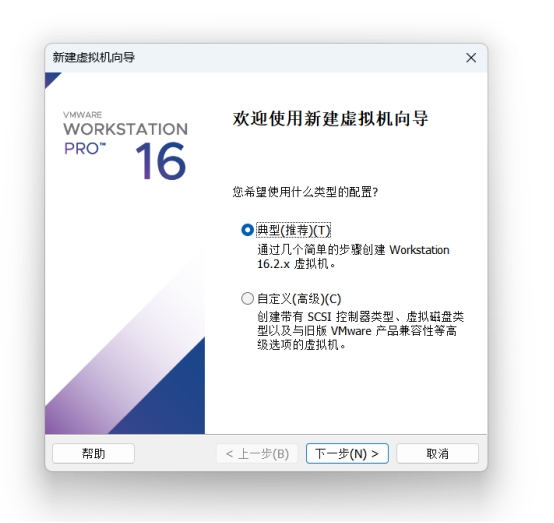 新建虚拟机向导
VMWARE
WORKSTATION
PRO™ 16
欢迎使用新建虚拟机向导
您希望使用什么类型的配置?
典型(推荐)(T)
通过几个简单的步骤创建 Workstation
16.2.x 虚拟机。
自定义(高级)(C)
创建带有 SCSI 控制器类型、虚拟磁盘类
型以及与旧版 VMware 产品兼容性等高
级选项的虚拟机。
帮助
< 上一步(B)
下一步(N) >
取消